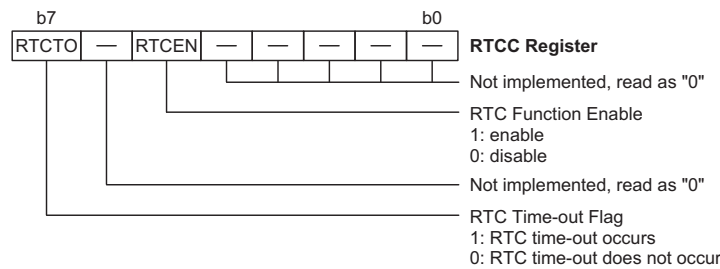 b7 b0
RTCTO — RTCEN — — — — — RTCC Register
Not implemented, read as "0"
RTC Function Enable
1: enable
0: disable
Not implemented, read as "0"
RTC Time-out Flag
1: RTC time-out occurs
0: RTC time-out does not occur